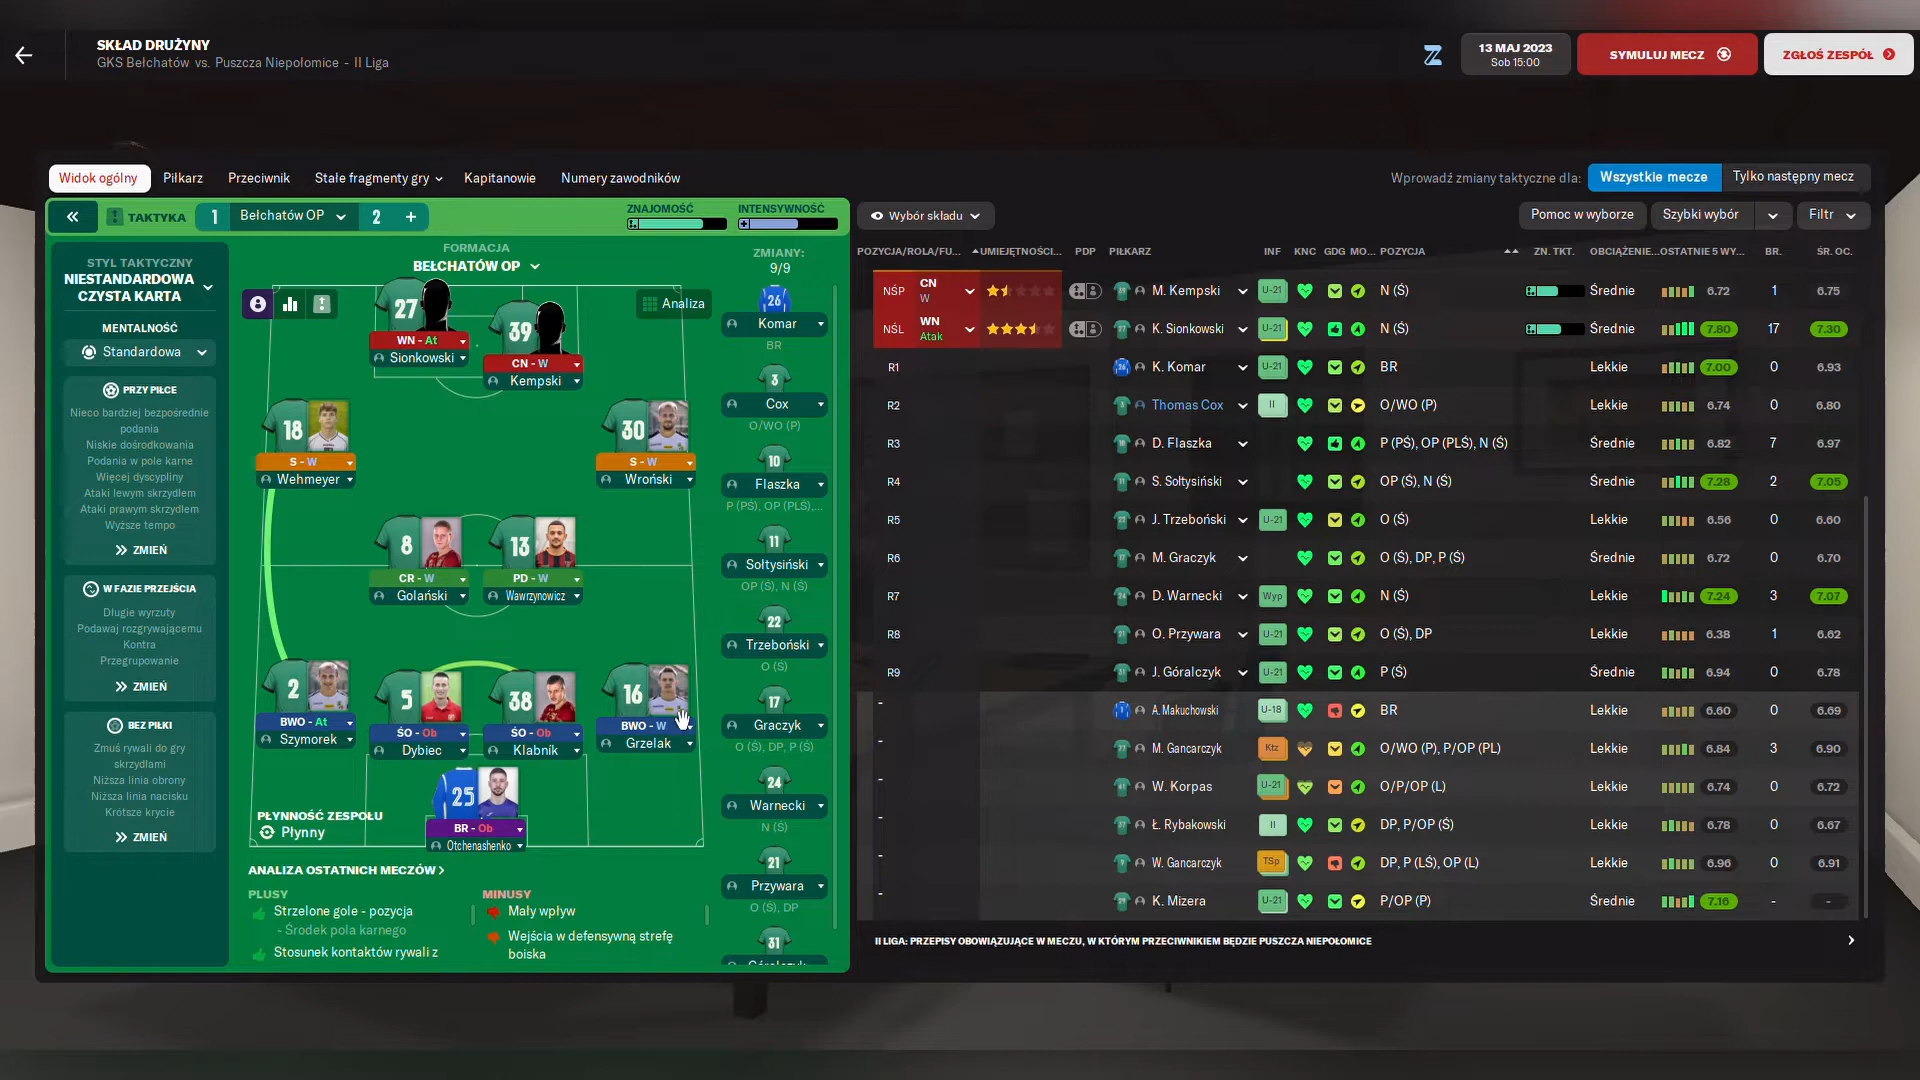 SKŁAD DRUŻYNY
GKS Bełchatów vs. Puszcza Niepołomice - II Liga
13 MAJ 2023
Sob 15:00
SYMULUJ MECZ
ZGŁOŚ ZESPÓŁ
Widok ogólny
Piłkarz
Przeciwnik
Stałe fragmenty gry
Kapitanowie
Numery zawodników
Wprowadź zmiany taktyczne dla:
Wszystkie mecze
Tylko następny mecz
TAKTYKA
1
Bełchatów OP
2
+
ZNAJOMOŚĆ
INTENSYWNOŚĆ
Wybór składu
Pomoc w wyborze
Szybki wybór
Filtr
STYL TAKTYCZNY
NIESTANDARDOWA
CZYSTA KARTA
MENTALNOŚĆ
Standardowa
PRZY PIŁCE
Nieco bardziej bezpośrednie
podania
Niskie dośrodkowania
Podania w pole karne
Więcej dyscypliny
Ataki lewym skrzydłem
Ataki prawym skrzydłem
Wyższe tempo
ZMIEŃ
W FAZIE PRZEJŚCIA
Długie wyrzuty
Podawaj rozgrywającemu
Kontra
Przegrupowanie
ZMIEŃ
BEZ PIŁKI
Zmuś rywali do gry
skrzydłami
Niższa linia obrony
Niższa linia nacisku
Krótsze krycie
ZMIEŃ
FORMACJA
BEŁCHATÓW OP
Analiza
27
WN - At
Sionkowski
39
CN - W
Kempski
18
S - W
Wehmeyer
30
S - W
Wroński
8
CR - W
Golański
13
PD - W
Wawrzynowicz
2
BWO - At
Szymorek
5
ŚO - Ob
Dybiec
38
ŚO - Ob
Klabník
16
BWO - W
Grzelak
25
BR - Ob
Otchenashenko
PŁYNNOŚĆ ZESPOŁU
Płynny
ANALIZA OSTATNICH MECZÓW
PLUSY
Strzelone gole - pozycja
- Środek pola karnego
Stosunek kontaktów rywali z
MINUSY
Mały wpływ
Wejścia w defensywną strefę
boiska
ZMIANY:
9/9
26
Komar
BR
3
Cox
O/WO (P)
10
Flaszka
P (PŚ), OP (PLŚ),...
11
Sołtysiński
OP (Ś), N (Ś)
22
Trzeboński
O (Ś)
17
Graczyk
O (Ś), DP, P (Ś)
24
Warnecki
N (Ś)
21
Przywara
O (Ś), DP
31
Góralczyk
POZYCJA/ROLA/FU... UMIEJĘTNOŚCI... PDP PIŁKARZ INF KNC GDG MO... POZYCJA ZN. TKT. OBCIĄŻENIE... OSTATNIE 5 WY... BR. ŚR. OC.
NŚP CN W M. Kempski U-21 N (Ś) Średnie 6.72 1 6.75
NŚL WN Atak K. Sionkowski U-21 N (Ś) Średnie 7.80 17 7.30
R1 K. Komar U-21 BR Lekkie 7.00 0 6.93
R2 Thomas Cox II O/WO (P) Lekkie 6.74 0 6.80
R3 D. Flaszka P (PŚ), OP (PLŚ), N (Ś) Średnie 6.82 7 6.97
R4 S. Sołtysiński OP (Ś), N (Ś) Średnie 7.28 2 7.05
R5 J. Trzeboński U-21 O (Ś) Lekkie 6.56 0 6.60
R6 M. Graczyk O (Ś), DP, P (Ś) Średnie 6.72 0 6.70
R7 D. Warnecki Wyp N (Ś) Lekkie 7.24 3 7.07
R8 O. Przywara U-21 O (Ś), DP Lekkie 6.38 1 6.62
R9 J. Góralczyk U-21 P (Ś) Średnie 6.94 0 6.78
- A. Makuchowski U-18 BR Lekkie 6.60 0 6.69
- M. Gancarczyk Ktz O/WO (P), P/OP (PL) Lekkie 6.84 3 6.90
- W. Korpas U-21 O/P/OP (L) Lekkie 6.74 0 6.72
- Ł. Rybakowski II DP, P/OP (Ś) Lekkie 6.78 0 6.67
- W. Gancarczyk TSp DP, P (LŚ), OP (L) Lekkie 6.96 0 6.91
- K. Mizera U-21 P/OP (P) Średnie 7.16 - -
II LIGA: PRZEPISY OBOWIĄZUJĄCE W MECZU, W KTÓRYM PRZECIWNIKIEM BĘDZIE PUSZCZA NIEPOŁOMICE